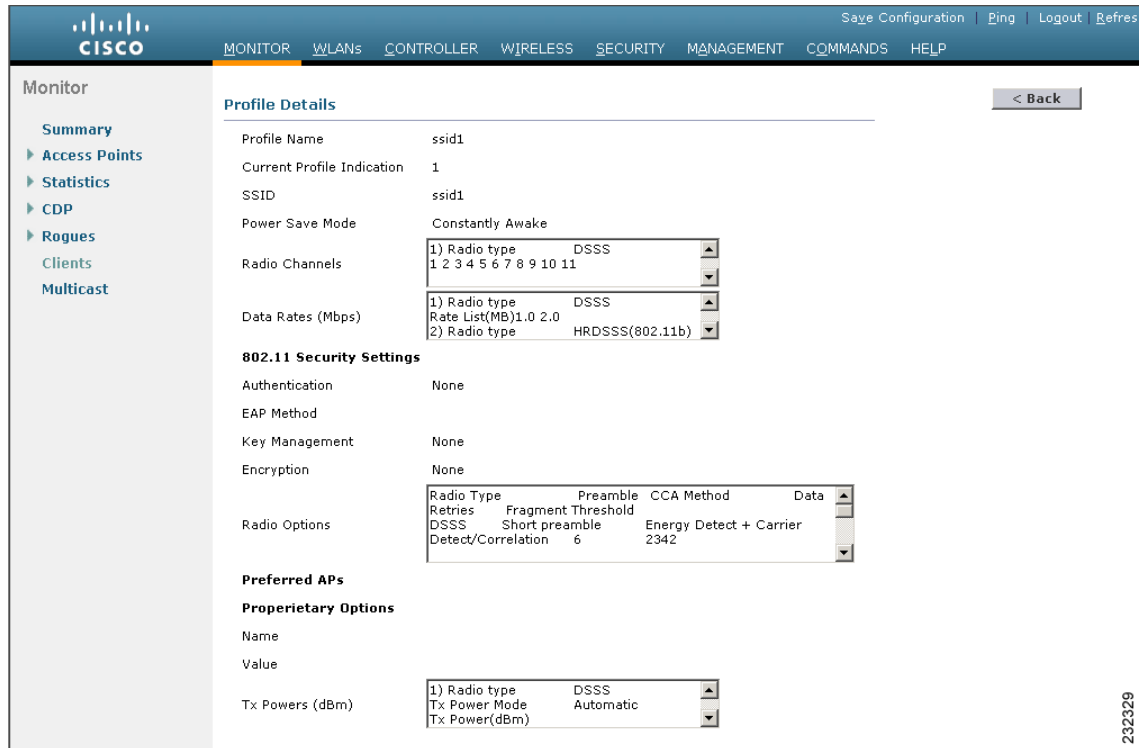 Save Configuration | Ping | Logout | Refres
CISCO
MONITOR WLANs CONTROLLER WIRELESS SECURITY MANAGEMENT COMMANDS HELP
Monitor
Summary
Access Points
Statistics
CDP
Rogues
Clients
Multicast
Profile Details
< Back
Profile Name ssid1
Current Profile Indication 1
SSID ssid1
Power Save Mode Constantly Awake
Radio Channels
1) Radio type DSSS
1 2 3 4 5 6 7 8 9 10 11
Data Rates (Mbps)
1) Radio type DSSS
Rate List(MB)1.0 2.0
2) Radio type HRDSSS(802.11b)
802.11 Security Settings
Authentication None
EAP Method
Key Management None
Encryption None
Radio Options
Radio Type Preamble CCA Method Data
Retries Fragment Threshold
DSSS Short preamble Energy Detect + Carrier
Detect/Correlation 6 2342
Preferred APs
Properietary Options
Name
Value
Tx Powers (dBm)
1) Radio type DSSS
Tx Power Mode Automatic
Tx Power(dBm)
232329